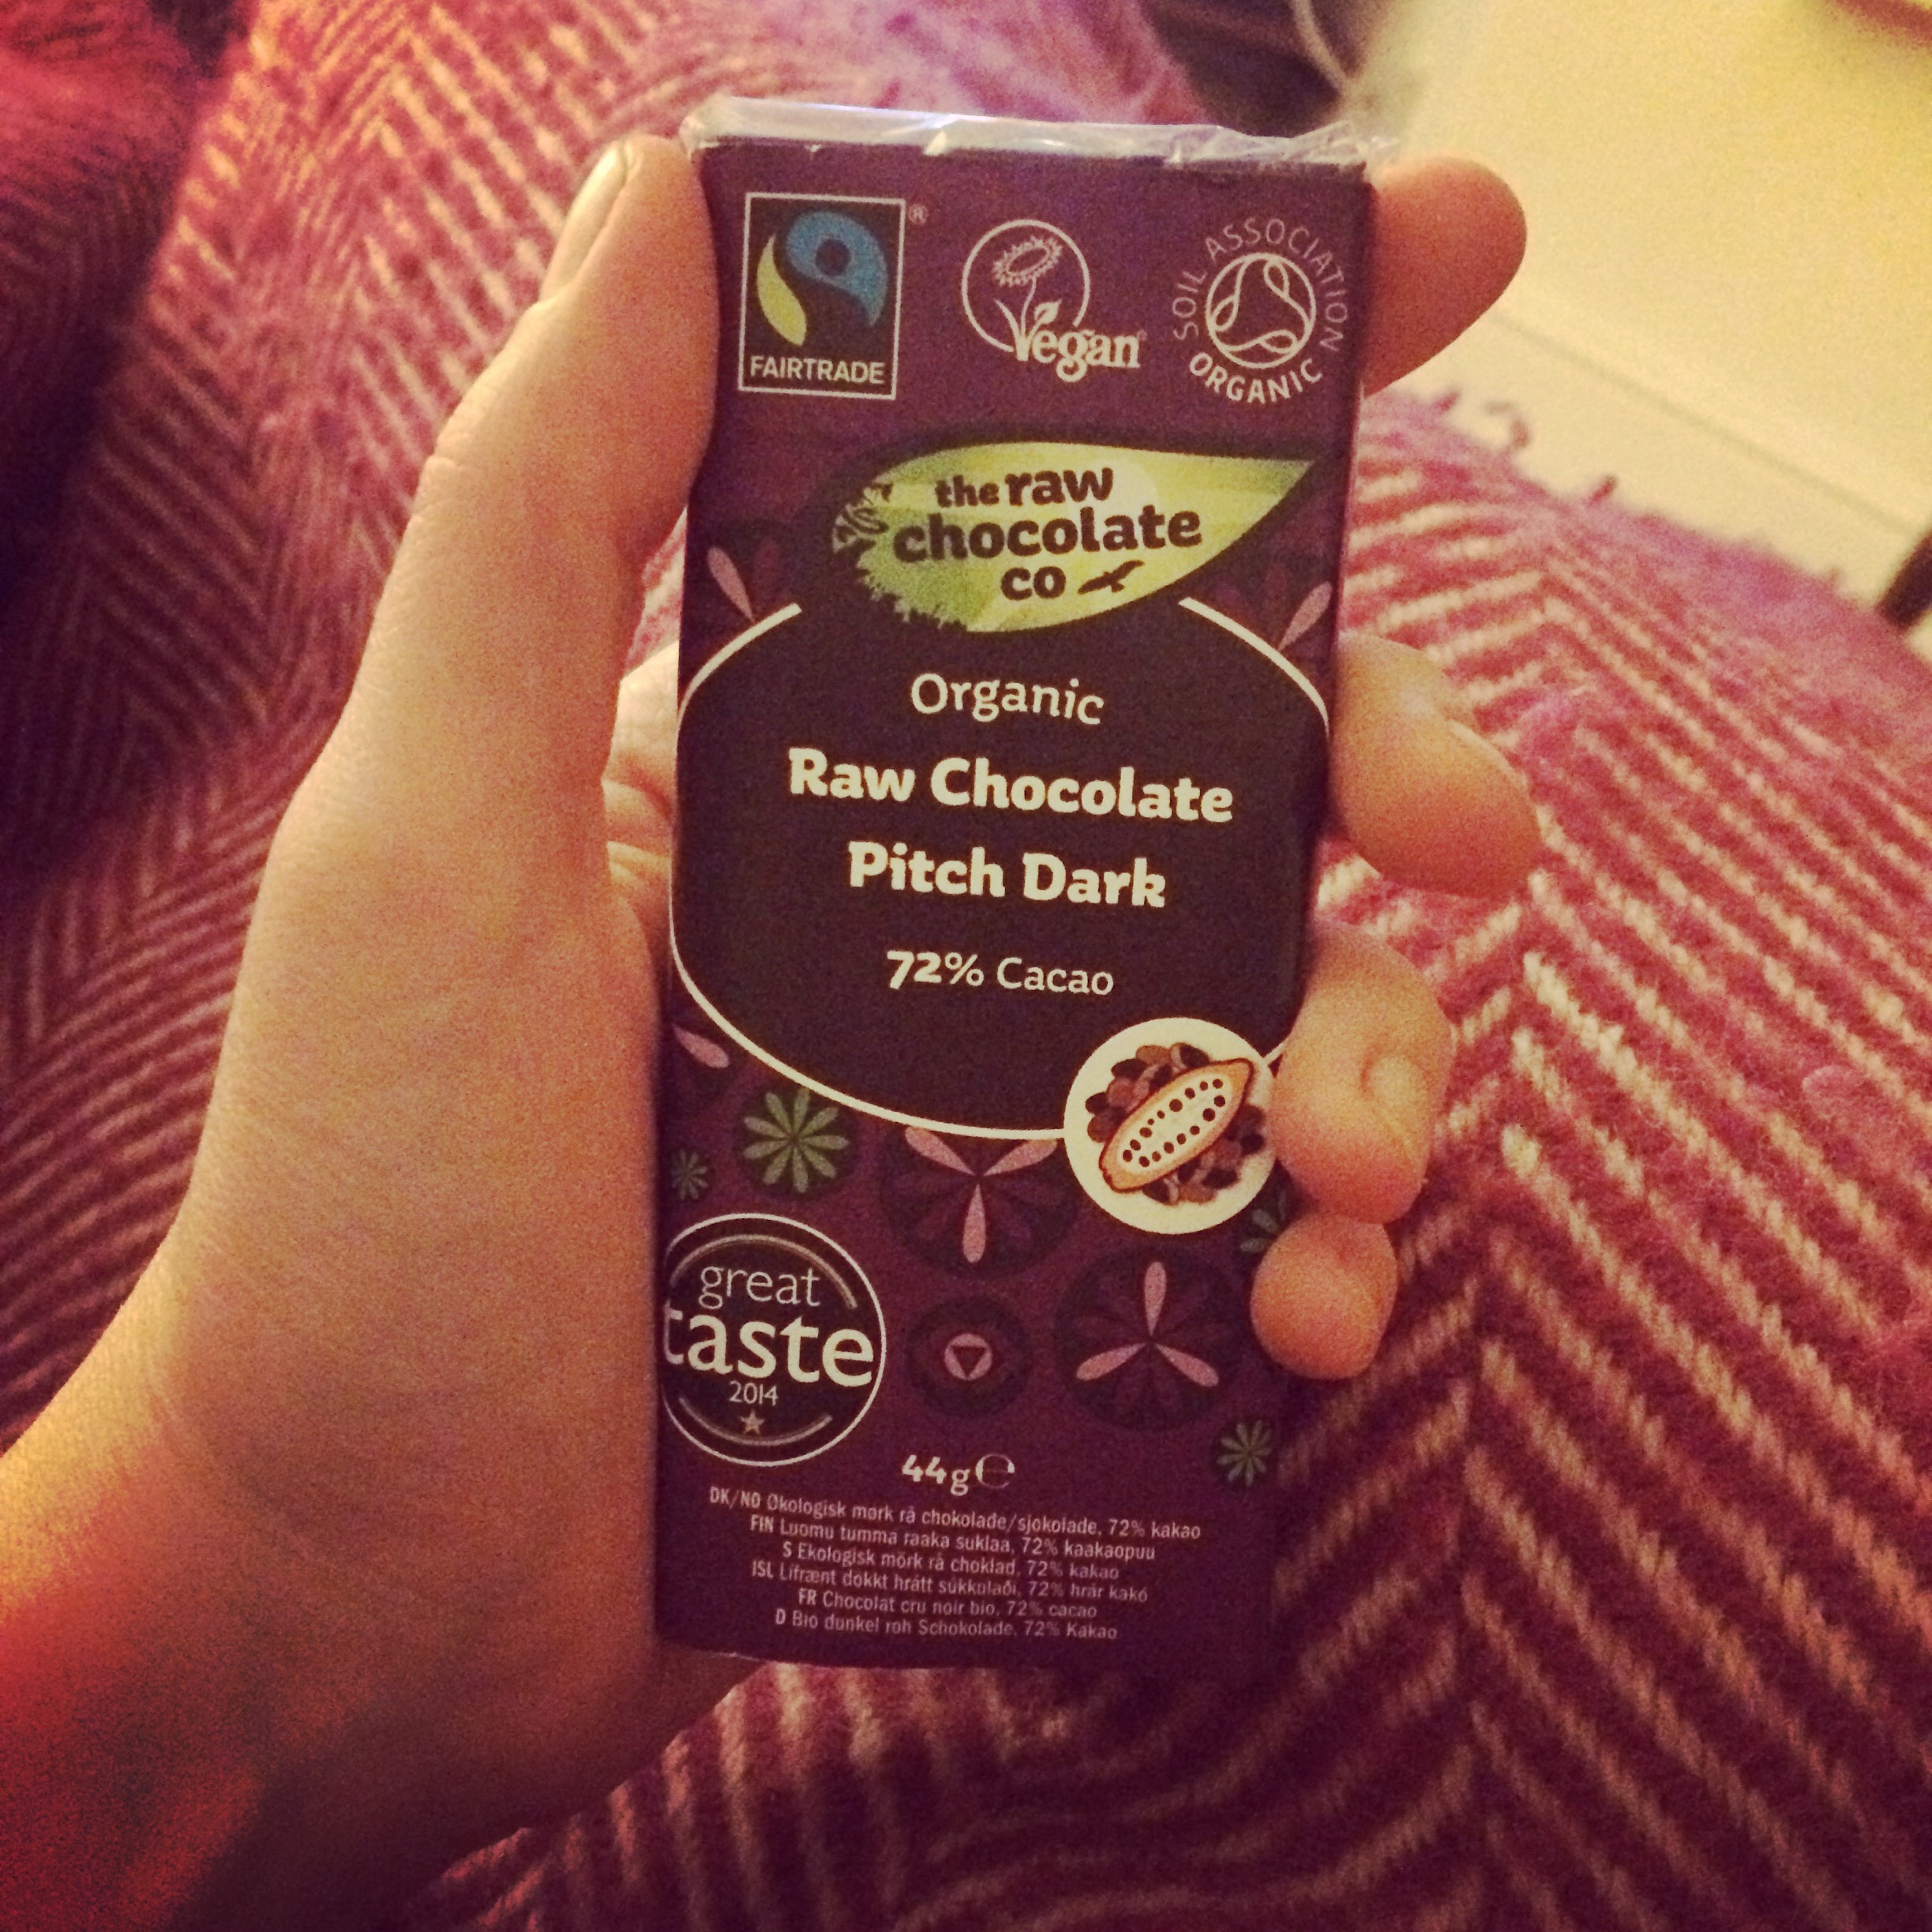 FAIRTRADE
®
Vegan
SOIL ASSOCIATION
ORGANIC
the raw
chocolate
co
Organic
Raw Chocolate
Pitch Dark
72% Cacao
great
taste
2014
44g℮
DK/NO Økologisk mørk rå chokolade/sjokolade, 72% kakao
FIN Luomu tumma raaka suklaa, 72% kaakaopuu
S Ekologisk mörk rå choklad, 72% kakao
ISL Lífrænt dökkt hrátt súkkulaði, 72% hrár kakó
FR Chocolat cru noir bio, 72% cacao
D Bio dunkel roh Schokolade, 72% Kakao